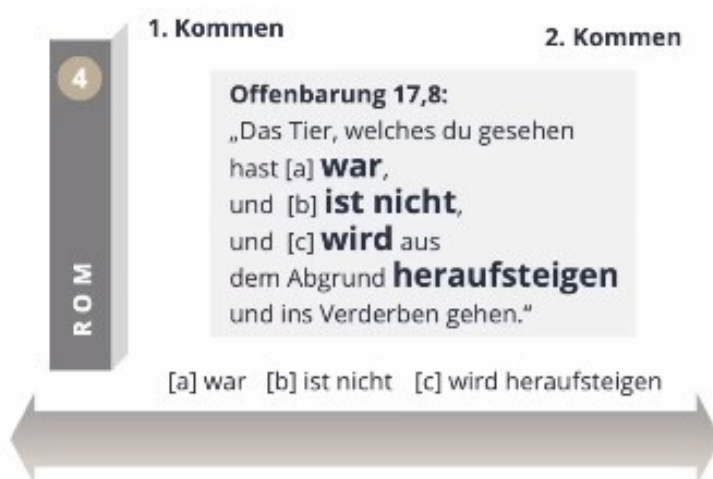 1. Kommen
2. Kommen
4
ROM
Offenbarung 17,8:
„Das Tier, welches du gesehen
hast [a] war,
und [b] ist nicht,
und [c] wird aus
dem Abgrund heraufsteigen
und ins Verderben gehen.“
[a] war [b] ist nicht [c] wird heraufsteigen